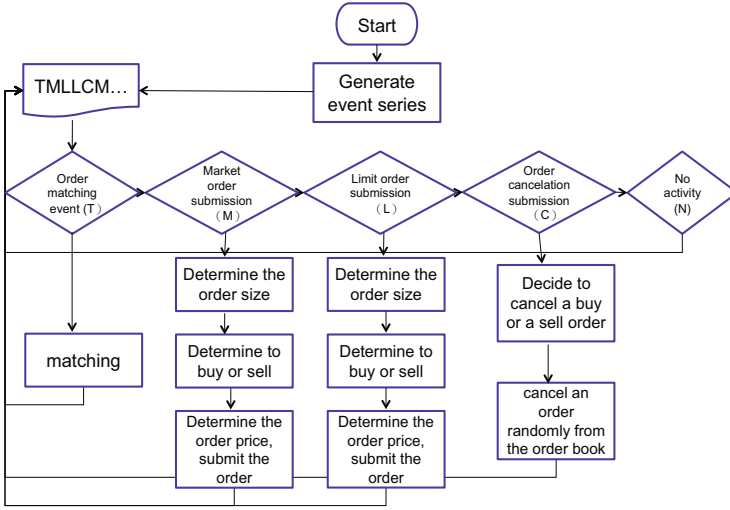 Start
Generate
event series
TMLLCM…
Order
matching
event (T)
Market
order
submission
（M）
Limit order
submission
（L）
Order
cancelation
submission
（C）
No
activity
(N)
Determine the
order size
Determine the
order size
Decide to
cancel a buy
or a sell order
matching
Determine to
buy or sell
Determine to
buy or sell
Determine the
order price,
submit the
order
Determine the
order price,
submit the
order
cancel an
order
randomly from
the order book